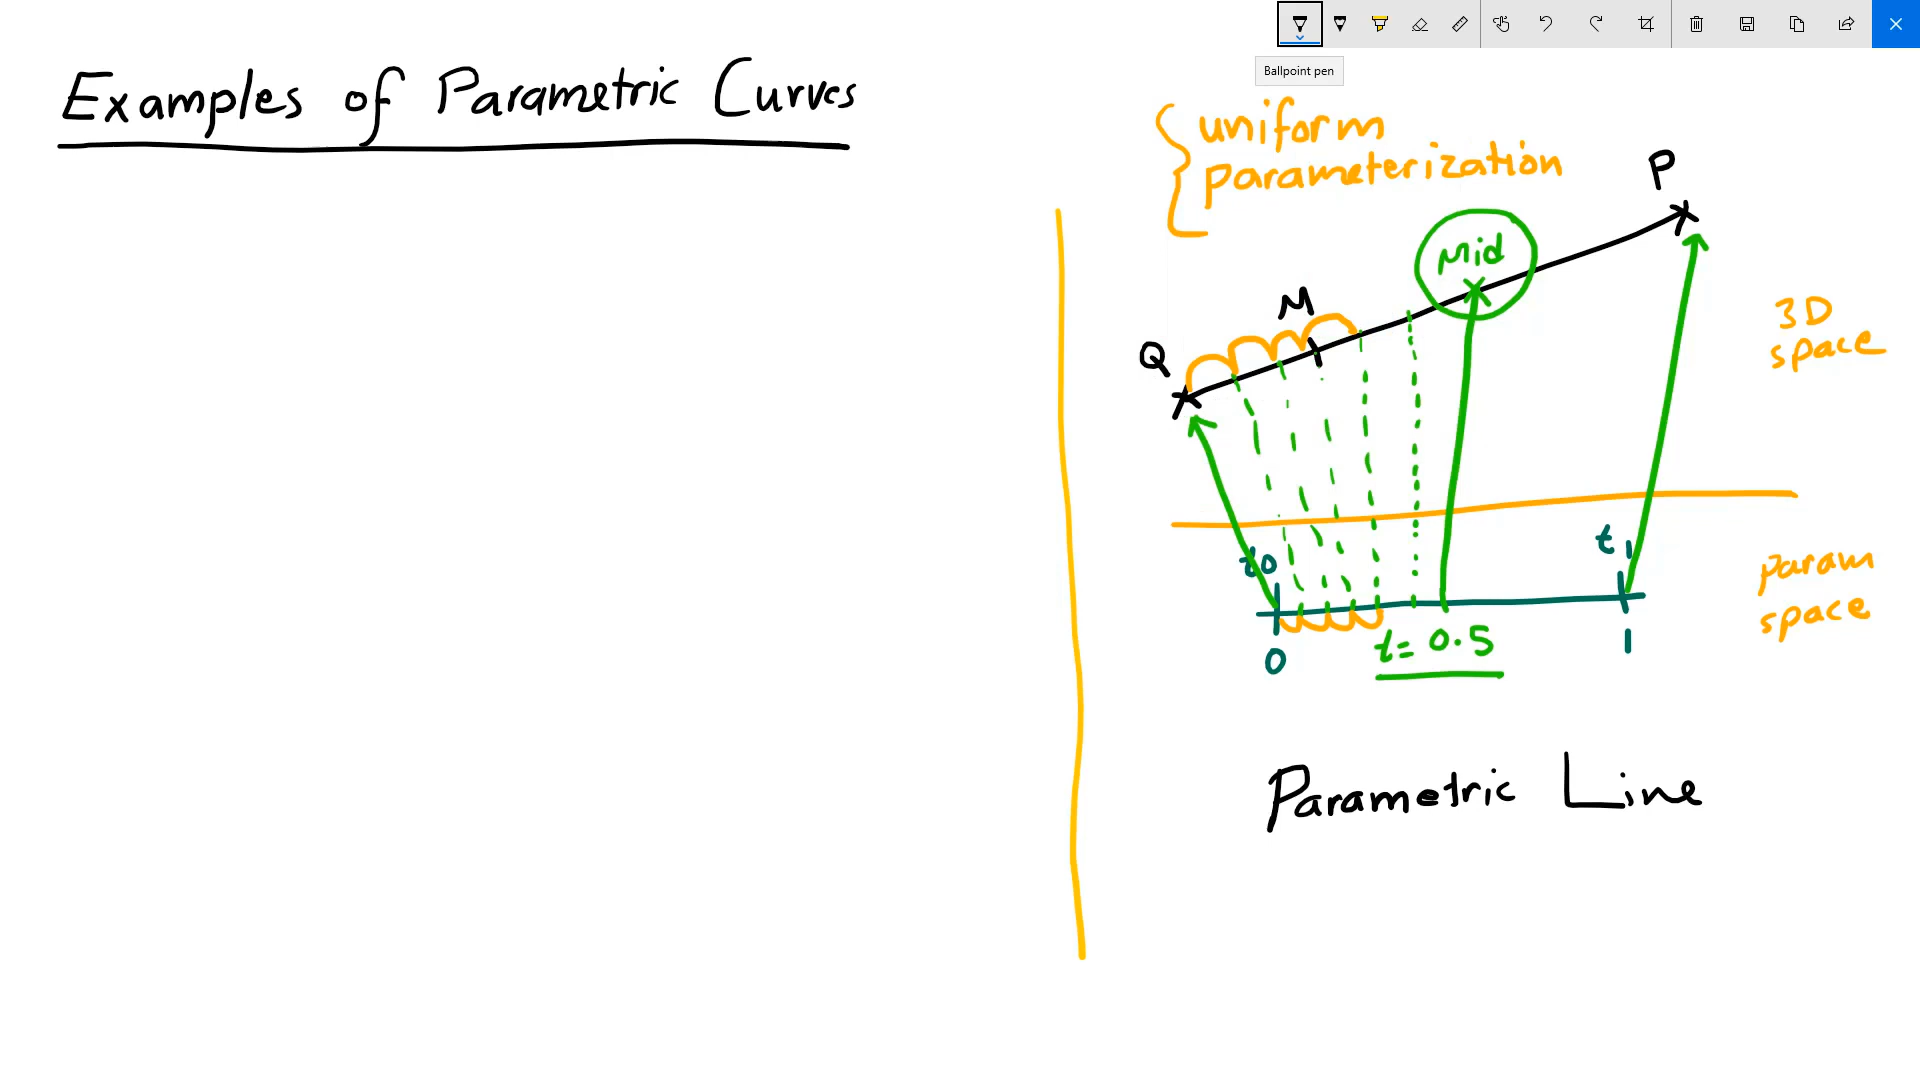 Ballpoint pen
Examples of Parametric Curves
uniform
parameterization
P
Mid
M
Q
3D
space
t0
t1
param
space
t= 0.5
0
1
Parametric Line